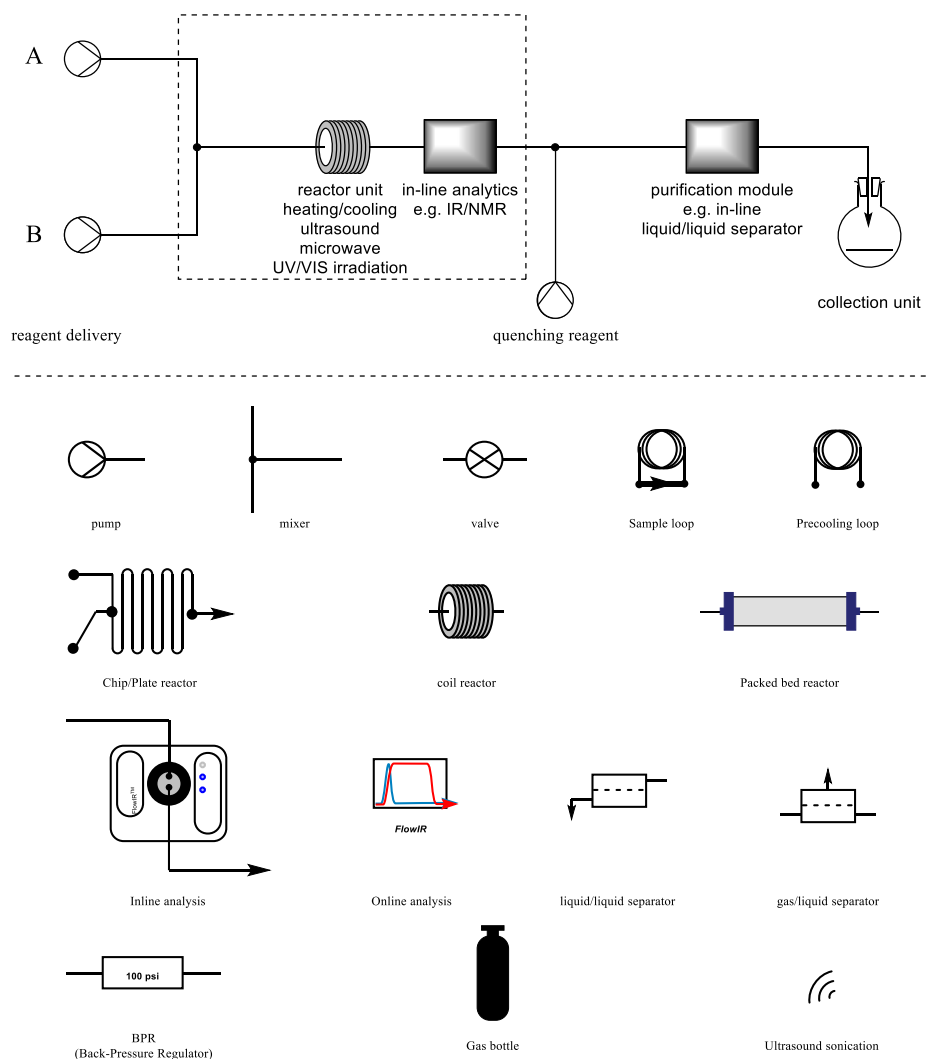 A
B
reactor unit
heating/cooling
ultrasound
microwave
UV/VIS irradiation
in-line analytics
e.g. IR/NMR
purification module
e.g. in-line
liquid/liquid separator
collection unit
reagent delivery
quenching reagent
pump
mixer
valve
Sample loop
Precooling loop
Chip/Plate reactor
coil reactor
Packed bed reactor
FlowIR™
FlowIR
Inline analysis
Online analysis
liquid/liquid separator
gas/liquid separator
100 psi
BPR
(Back-Pressure Regulator)
Gas bottle
Ultrasound sonication